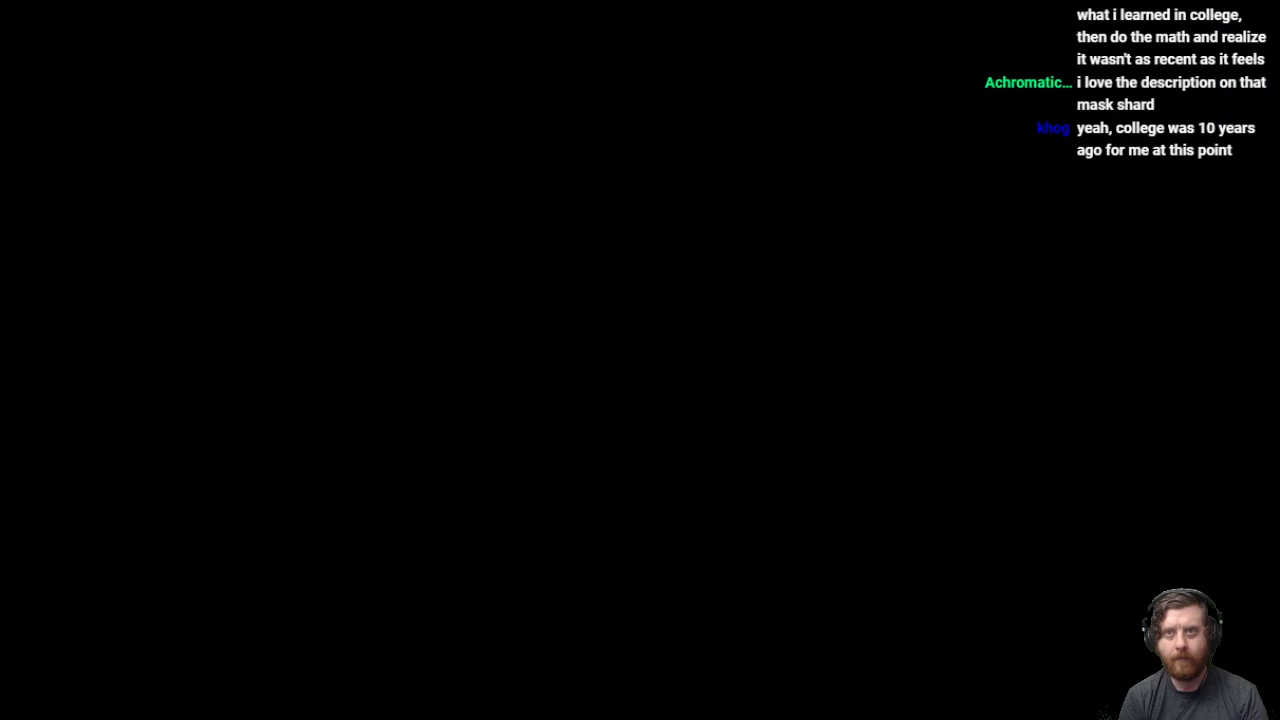 what i learned in college,
then do the math and realize
it wasn't as recent as it feels
Achromatic… i love the description on that
mask shard
khog yeah, college was 10 years
ago for me at this point